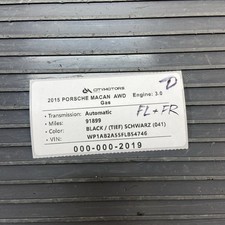 OTTMOTORS
2015 PORSCHE MACAN AWD Engine: 3.0
Gas
• Transmission: Automatic
• Miles: 91899
• Color: BLACK / (TIEF) SCHWARZ (041)
• VIN: WP1AB2A55FLB54746
000-000-2019
D
FL + FR